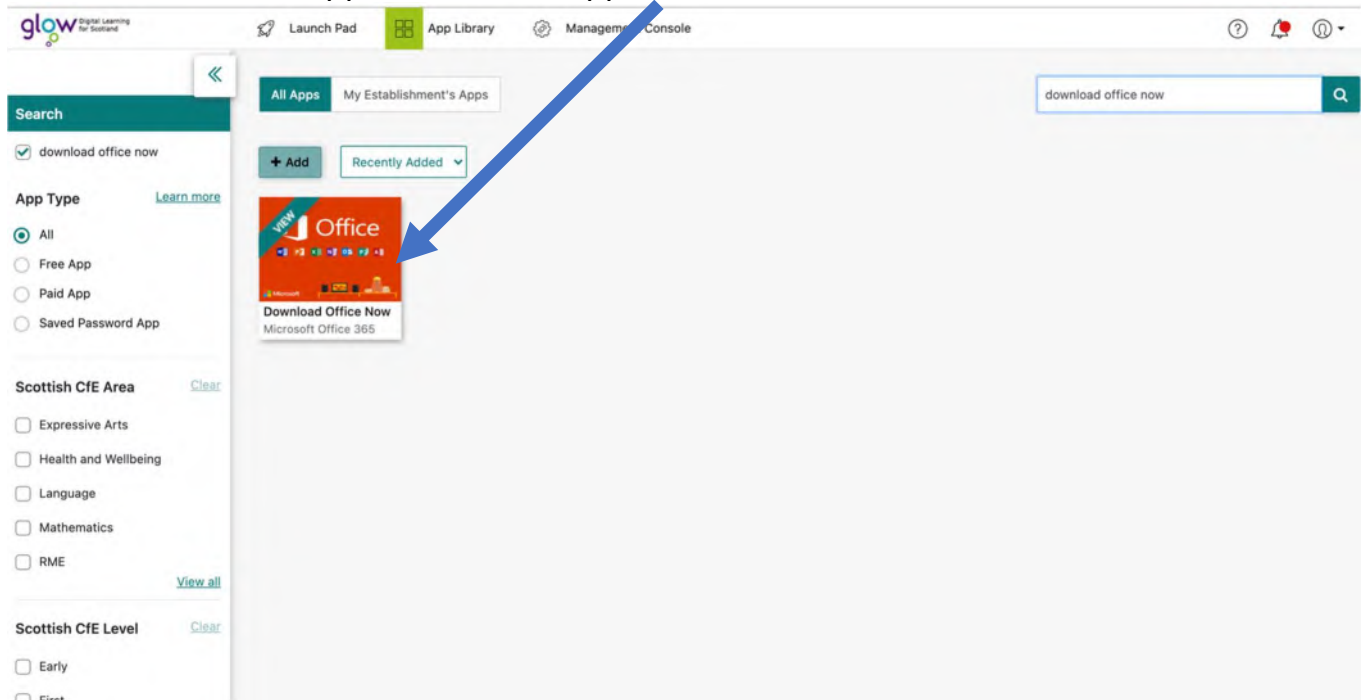 glow Digital Learning for Scotland
Launch Pad
App Library
Management Console
All Apps
My Establishment's Apps
download office now
Search
download office now
+ Add
Recently Added
App Type
Learn more
All
Free App
Paid App
Saved Password App
VIEW
Office
Microsoft
Download Office Now
Microsoft Office 365
Scottish CfE Area
Clear
Expressive Arts
Health and Wellbeing
Language
Mathematics
RME
View all
Scottish CfE Level
Clear
Early
First